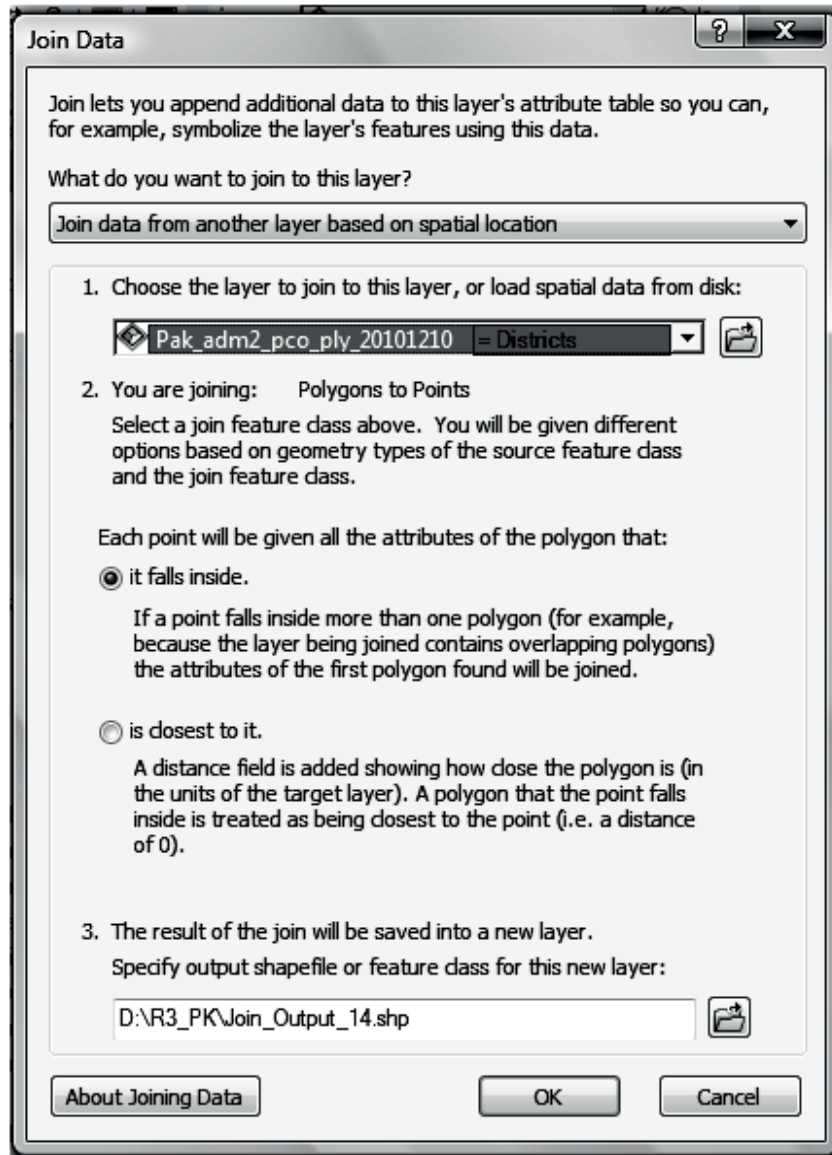 Join Data
?
X
Join lets you append additional data to this layer's attribute table so you can,
for example, symbolize the layer's features using this data.
What do you want to join to this layer?
Join data from another layer based on spatial location
1. Choose the layer to join to this layer, or load spatial data from disk:
Pak_adm2_pco_ply_20101210 = Districts
2. You are joining: Polygons to Points
Select a join feature class above. You will be given different
options based on geometry types of the source feature class
and the join feature class.
Each point will be given all the attributes of the polygon that:
it falls inside.
If a point falls inside more than one polygon (for example,
because the layer being joined contains overlapping polygons)
the attributes of the first polygon found will be joined.
is closest to it.
A distance field is added showing how close the polygon is (in
the units of the target layer). A polygon that the point falls
inside is treated as being closest to the point (i.e. a distance
of 0).
3. The result of the join will be saved into a new layer.
Specify output shapefile or feature class for this new layer:
D:\R3_PK\Join_Output_14.shp
About Joining Data
OK
Cancel